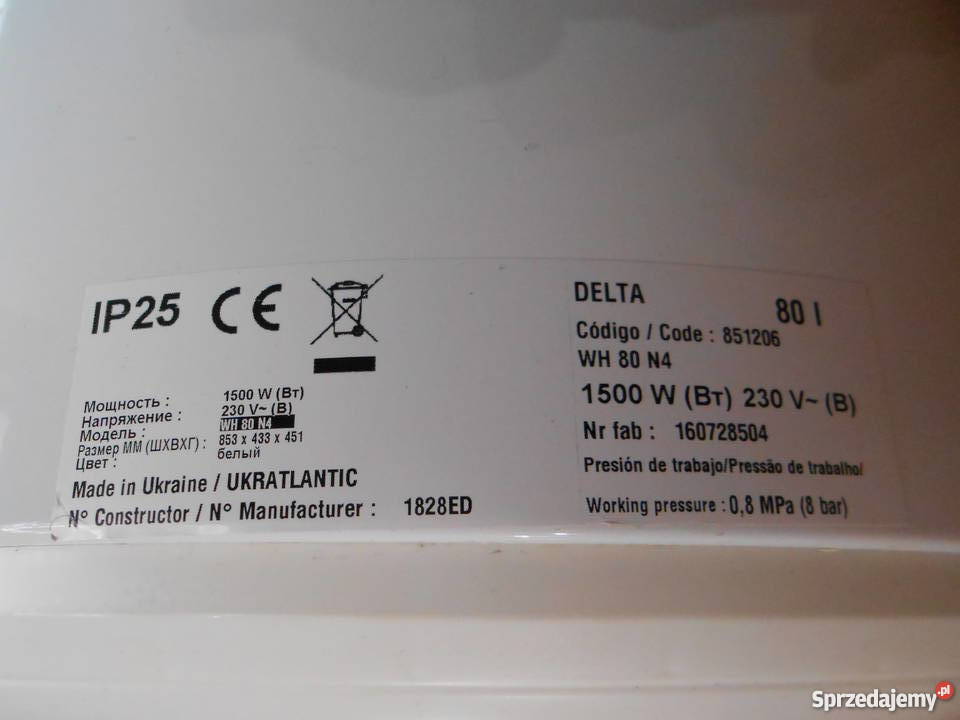 IP25 CE
Мощность : 1500 W (Вт)
Напряжение : 230 V~ (В)
Модель : WH 80 N4
Размер ММ (ШХВХГ) : 853 x 433 x 451
Цвет : белый
Made in Ukraine / UKRATLANTIC
N° Constructor / N° Manufacturer : 1828ED
DELTA 80 l
Código / Code : 851206
WH 80 N4
1500 W (Вт) 230 V~ (В)
Nr fab : 160728504
Presión de trabajo/Pressão de trabalho/
Working pressure : 0,8 MPa (8 bar)
Sprzedajemy.pl